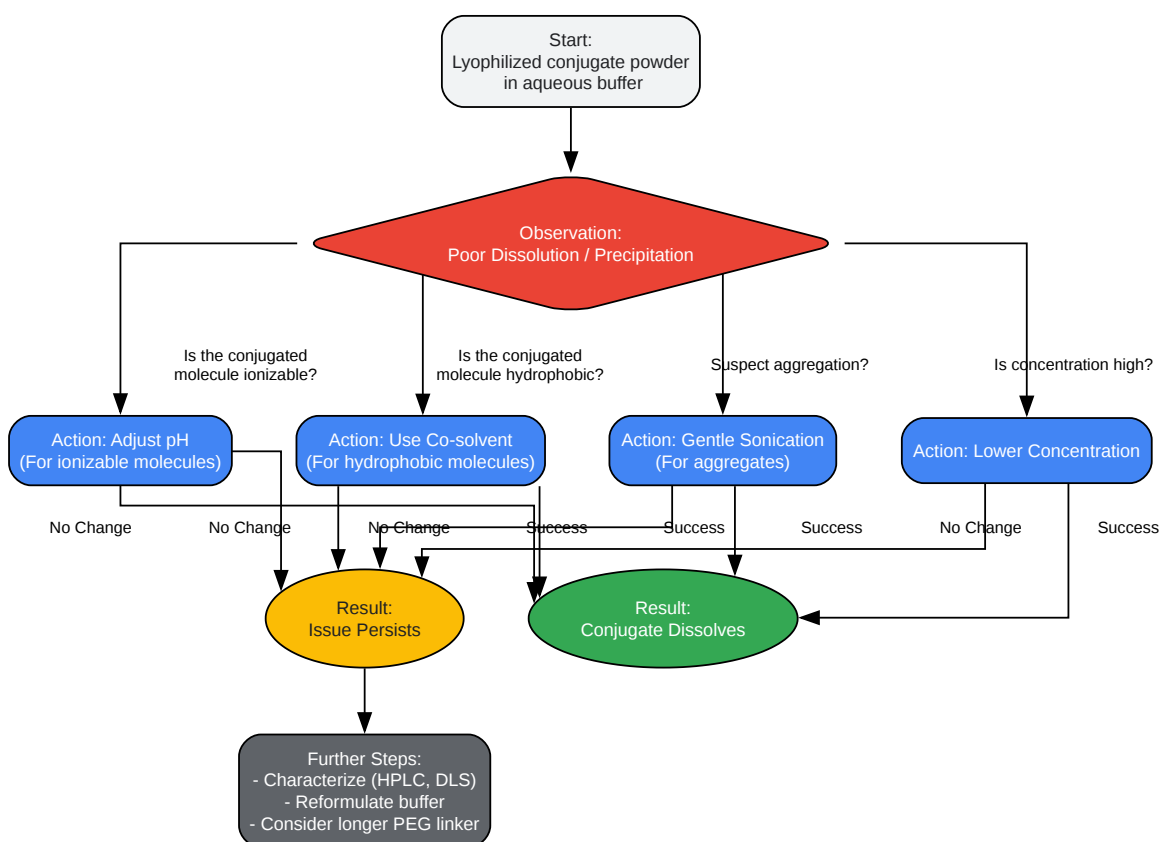 Start:
Lyophilized conjugate powder
in aqueous buffer
Observation:
Poor Dissolution / Precipitation
Is the conjugated
molecule ionizable?
Is the conjugated
molecule hydrophobic?
Suspect aggregation?
Is concentration high?
Action: Adjust pH
(For ionizable molecules)
Action: Use Co-solvent
(For hydrophobic molecules)
Action: Gentle Sonication
(For aggregates)
Action: Lower Concentration
No Change
No Change
No Change
Success
Success
Success
No Change
Success
Result:
Issue Persists
Result:
Conjugate Dissolves
Further Steps:
- Characterize (HPLC, DLS)
- Reformulate buffer
- Consider longer PEG linker